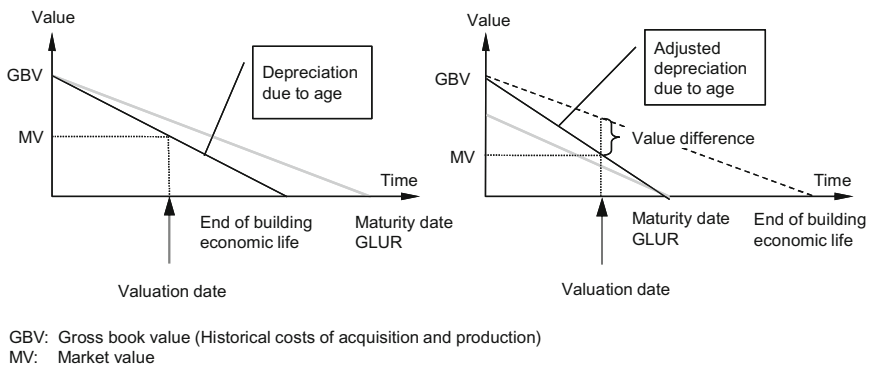 Value
GBV
Depreciation
due to age
MV
Time
End of building
economic life
Maturity date
GLUR
Valuation date
Value
GBV
Adjusted
depreciation
due to age
Value difference
MV
Time
Maturity date
GLUR
End of building
economic life
Valuation date
GBV: Gross book value (Historical costs of acquisition and production)
MV: Market value